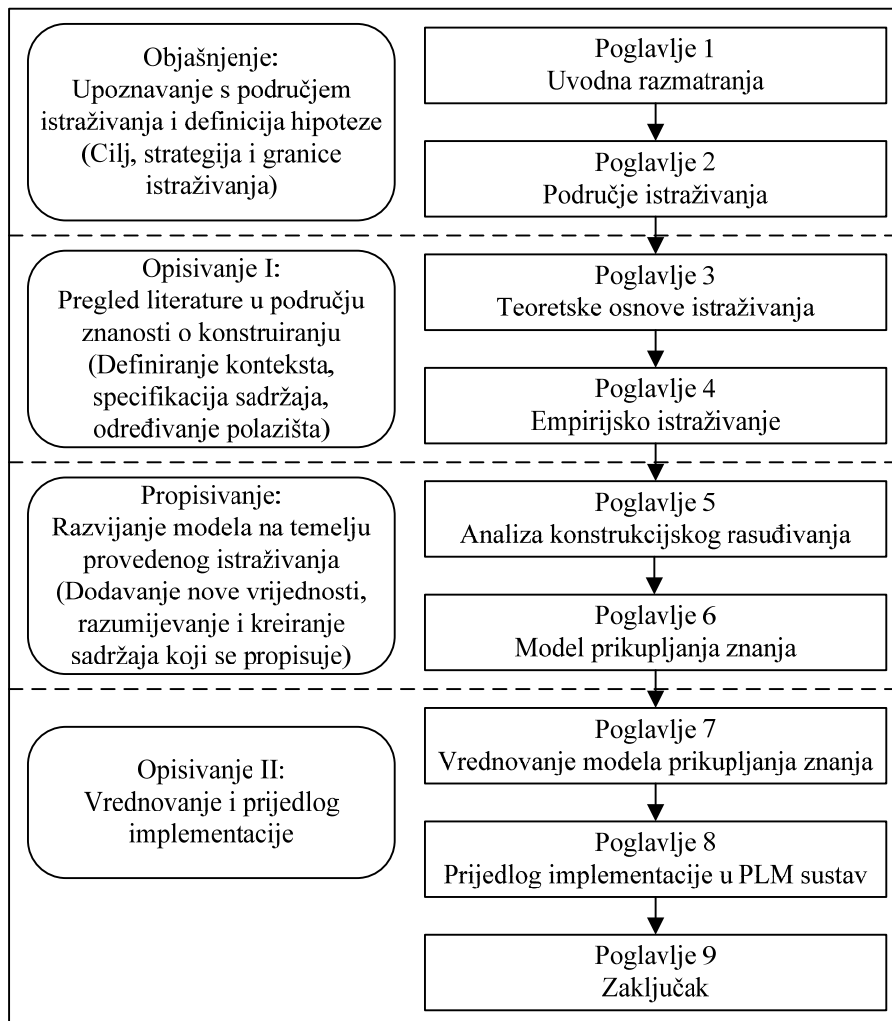 Objašnjenje:
Upoznavanje s područjem
istraživanja i definicija hipoteze
(Cilj, strategija i granice
istraživanja)
Poglavlje 1
Uvodna razmatranja
Poglavlje 2
Područje istraživanja
Opisivanje I:
Pregled literature u području
znanosti o konstruiranju
(Definiranje konteksta,
specifikacija sadržaja,
određivanje polazišta)
Poglavlje 3
Teoretske osnove istraživanja
Poglavlje 4
Empirijsko istraživanje
Propisivanje:
Razvijanje modela na temelju
provedenog istraživanja
(Dodavanje nove vrijednosti,
razumijevanje i kreiranje
sadržaja koji se propisuje)
Poglavlje 5
Analiza konstrukcijskog rasuđivanja
Poglavlje 6
Model prikupljanja znanja
Opisivanje II:
Vrednovanje i prijedlog
implementacije
Poglavlje 7
Vrednovanje modela prikupljanja znanja
Poglavlje 8
Prijedlog implementacije u PLM sustav
Poglavlje 9
Zaključak